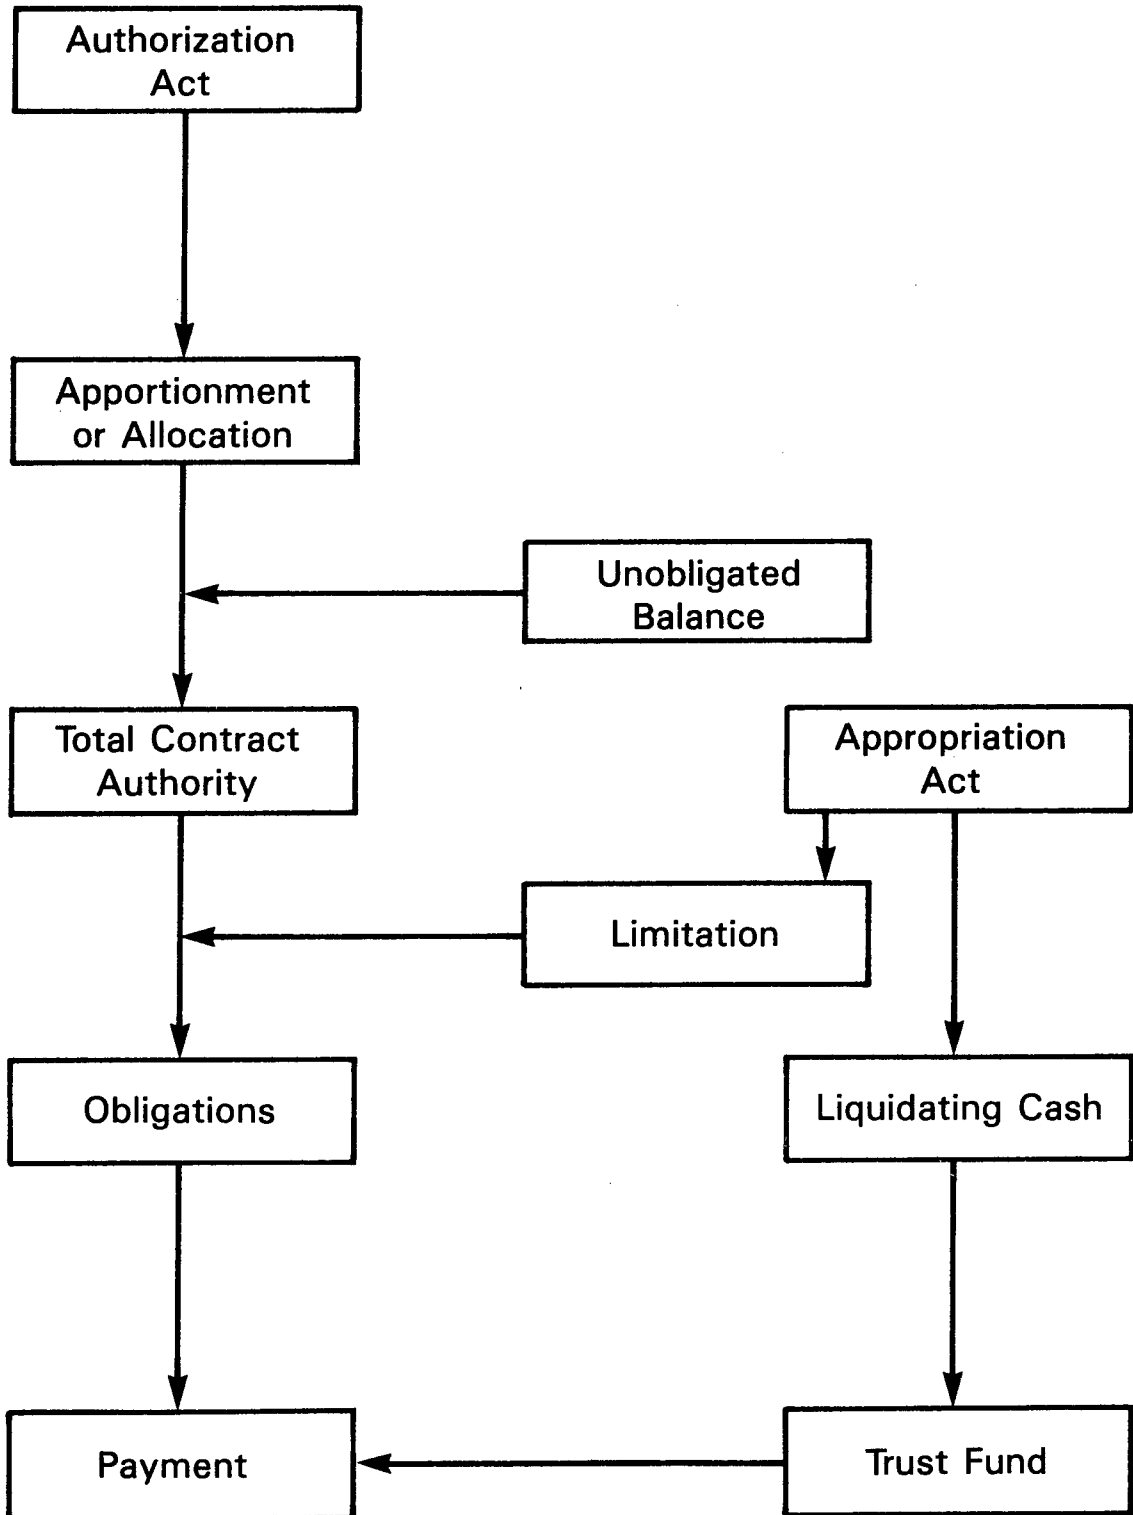 Authorization
Act
Apportionment
or Allocation
Unobligated
Balance
Total Contract
Authority
Appropriation
Act
Limitation
Obligations
Liquidating Cash
Payment
Trust Fund